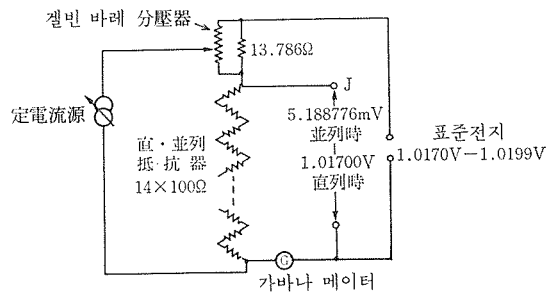 겔빈 바레 分壓器
13.786Ω
J
定電流源
5.188776mV
並列時
直·並列
抵·抗器
14×100Ω
1.01700V
直列時
표준전지
1.0170V−1.0199V
G
가바나 메이터